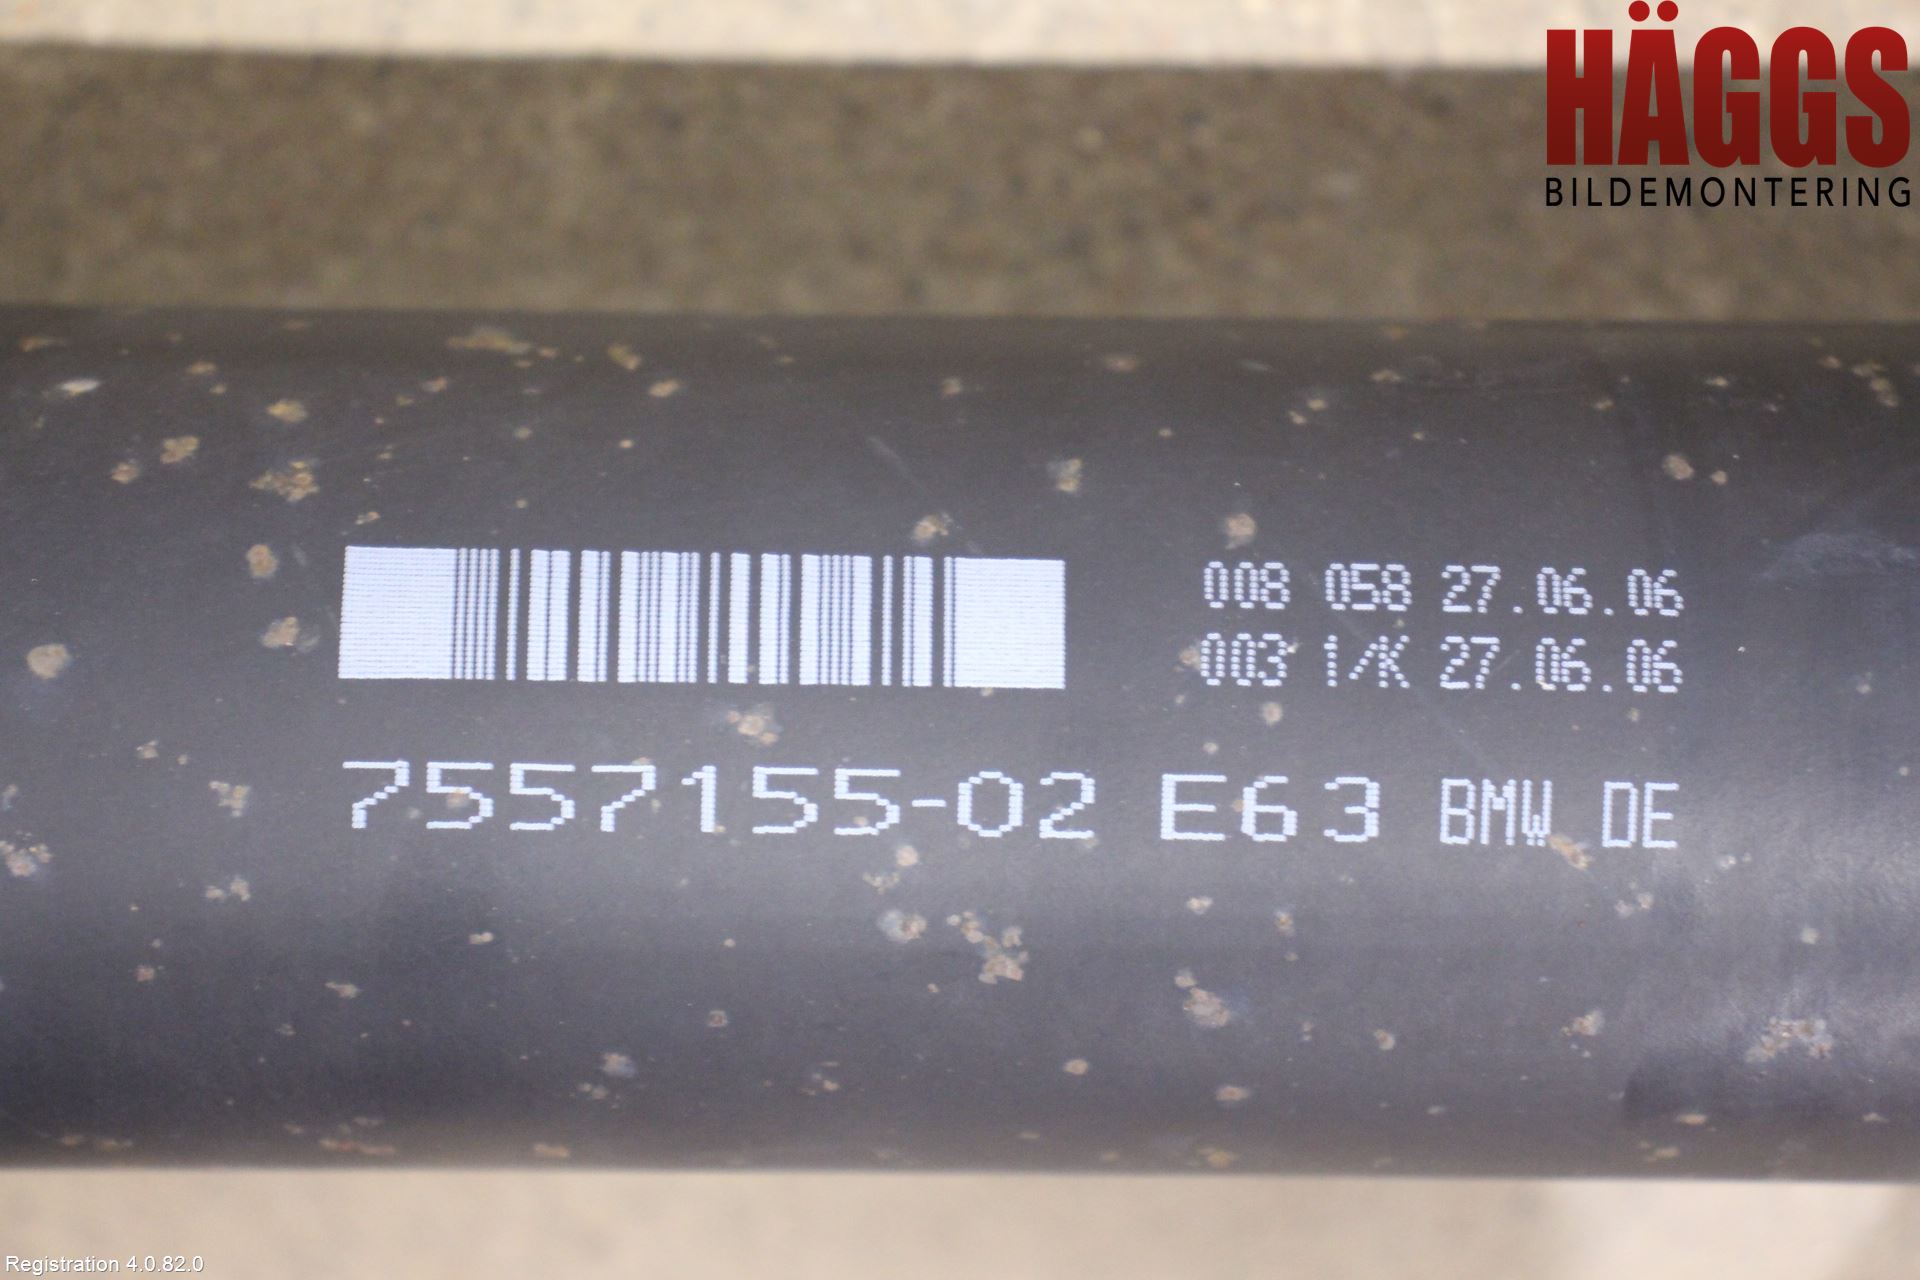 HÄGGS
BILDEMONTERING
008 058 27.06.06
003 1/K 27.06.06
7557155-02 E63 BMW DE
Registration 4.0.82.0